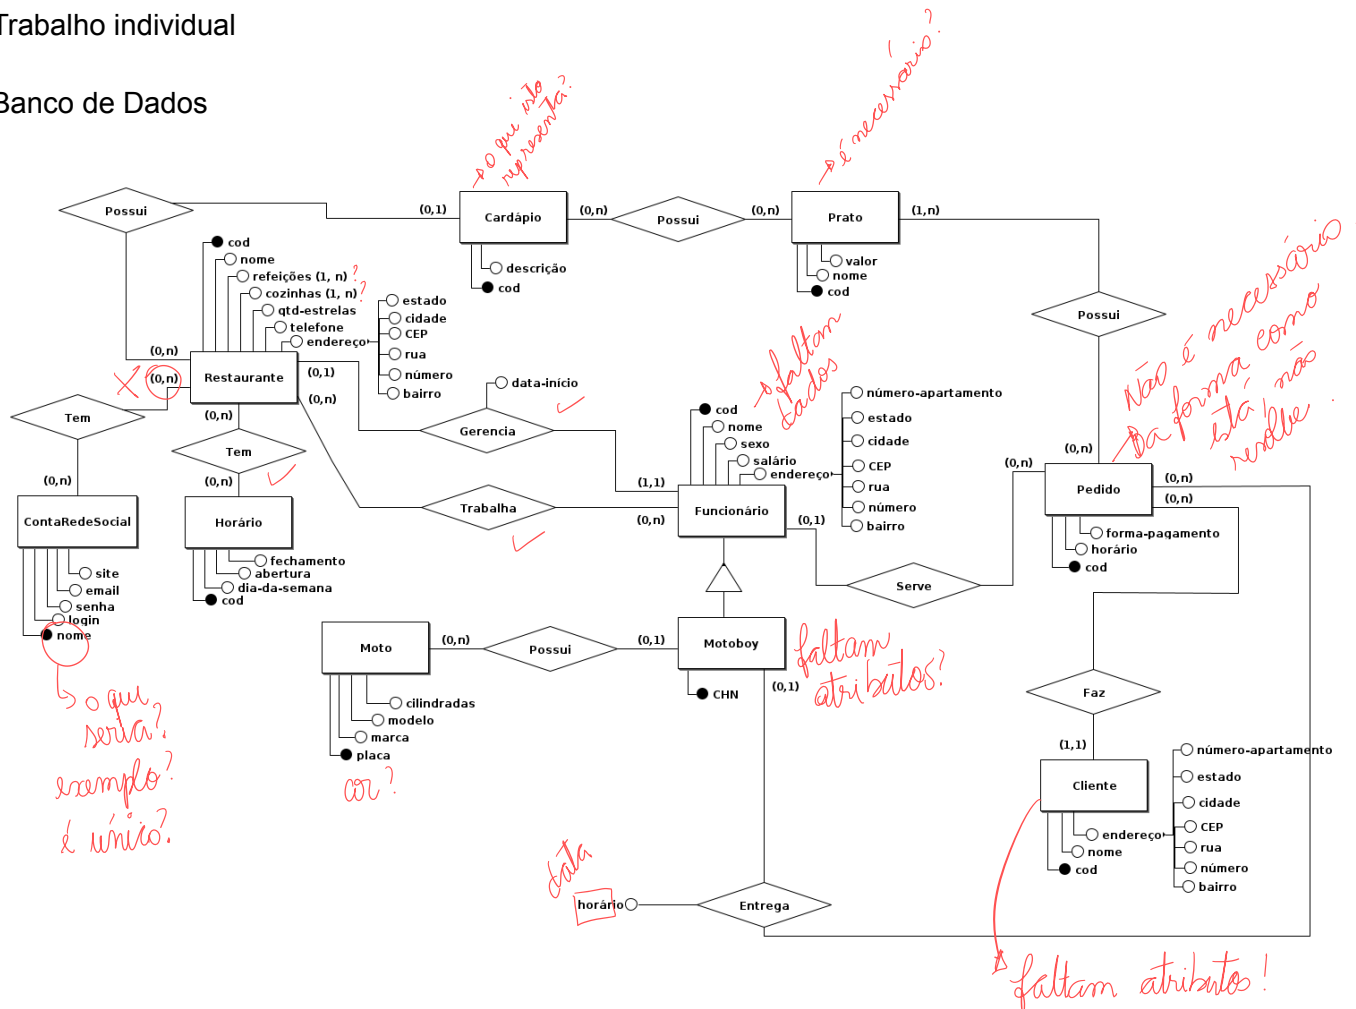 Trabalho individual
Banco de Dados
→ o que isto
representa?
→ é necessário?
Possui
(0,1)
Cardápio
(0,n)
Possui
(0,n)
Prato
(1,n)
descrição
cod
valor
nome
cod
cod
nome
refeições (1, n) ?
cozinhas (1, n) ?
qtd-estrelas
telefone
endereço
estado
cidade
CEP
rua
número
bairro
(0,n)
X (0,n)
Restaurante
(0,1)
(0,n)
(0,n)
Possui
→ Não é necessário
Da forma como
está não
resolve.
data-início
Gerencia
→ faltam
dados
cod
nome
sexo
salário
endereço
número-apartamento
estado
cidade
CEP
rua
número
bairro
Tem
Tem
(0,n)
(0,n)
ContaRedeSocial
Horário
Trabalha
(1,1)
Funcionário
(0,n)
(0,1)
(0,n)
(0,n)
Pedido
(0,n)
(0,n)
forma-pagamento
horário
cod
site
email
senha
login
nome
fechamento
abertura
dia-da-semana
cod
Serve
o que
seria?
exemplo?
é único?
Moto
(0,n)
Possui
(0,1)
Motoboy
(0,1)
CHN
faltam
atributos?
cilindradas
modelo
marca
placa
cor?
Faz
(1,1)
Cliente
endereço
nome
cod
número-apartamento
estado
cidade
CEP
rua
número
bairro
data
horário
Entrega
faltam atributos!